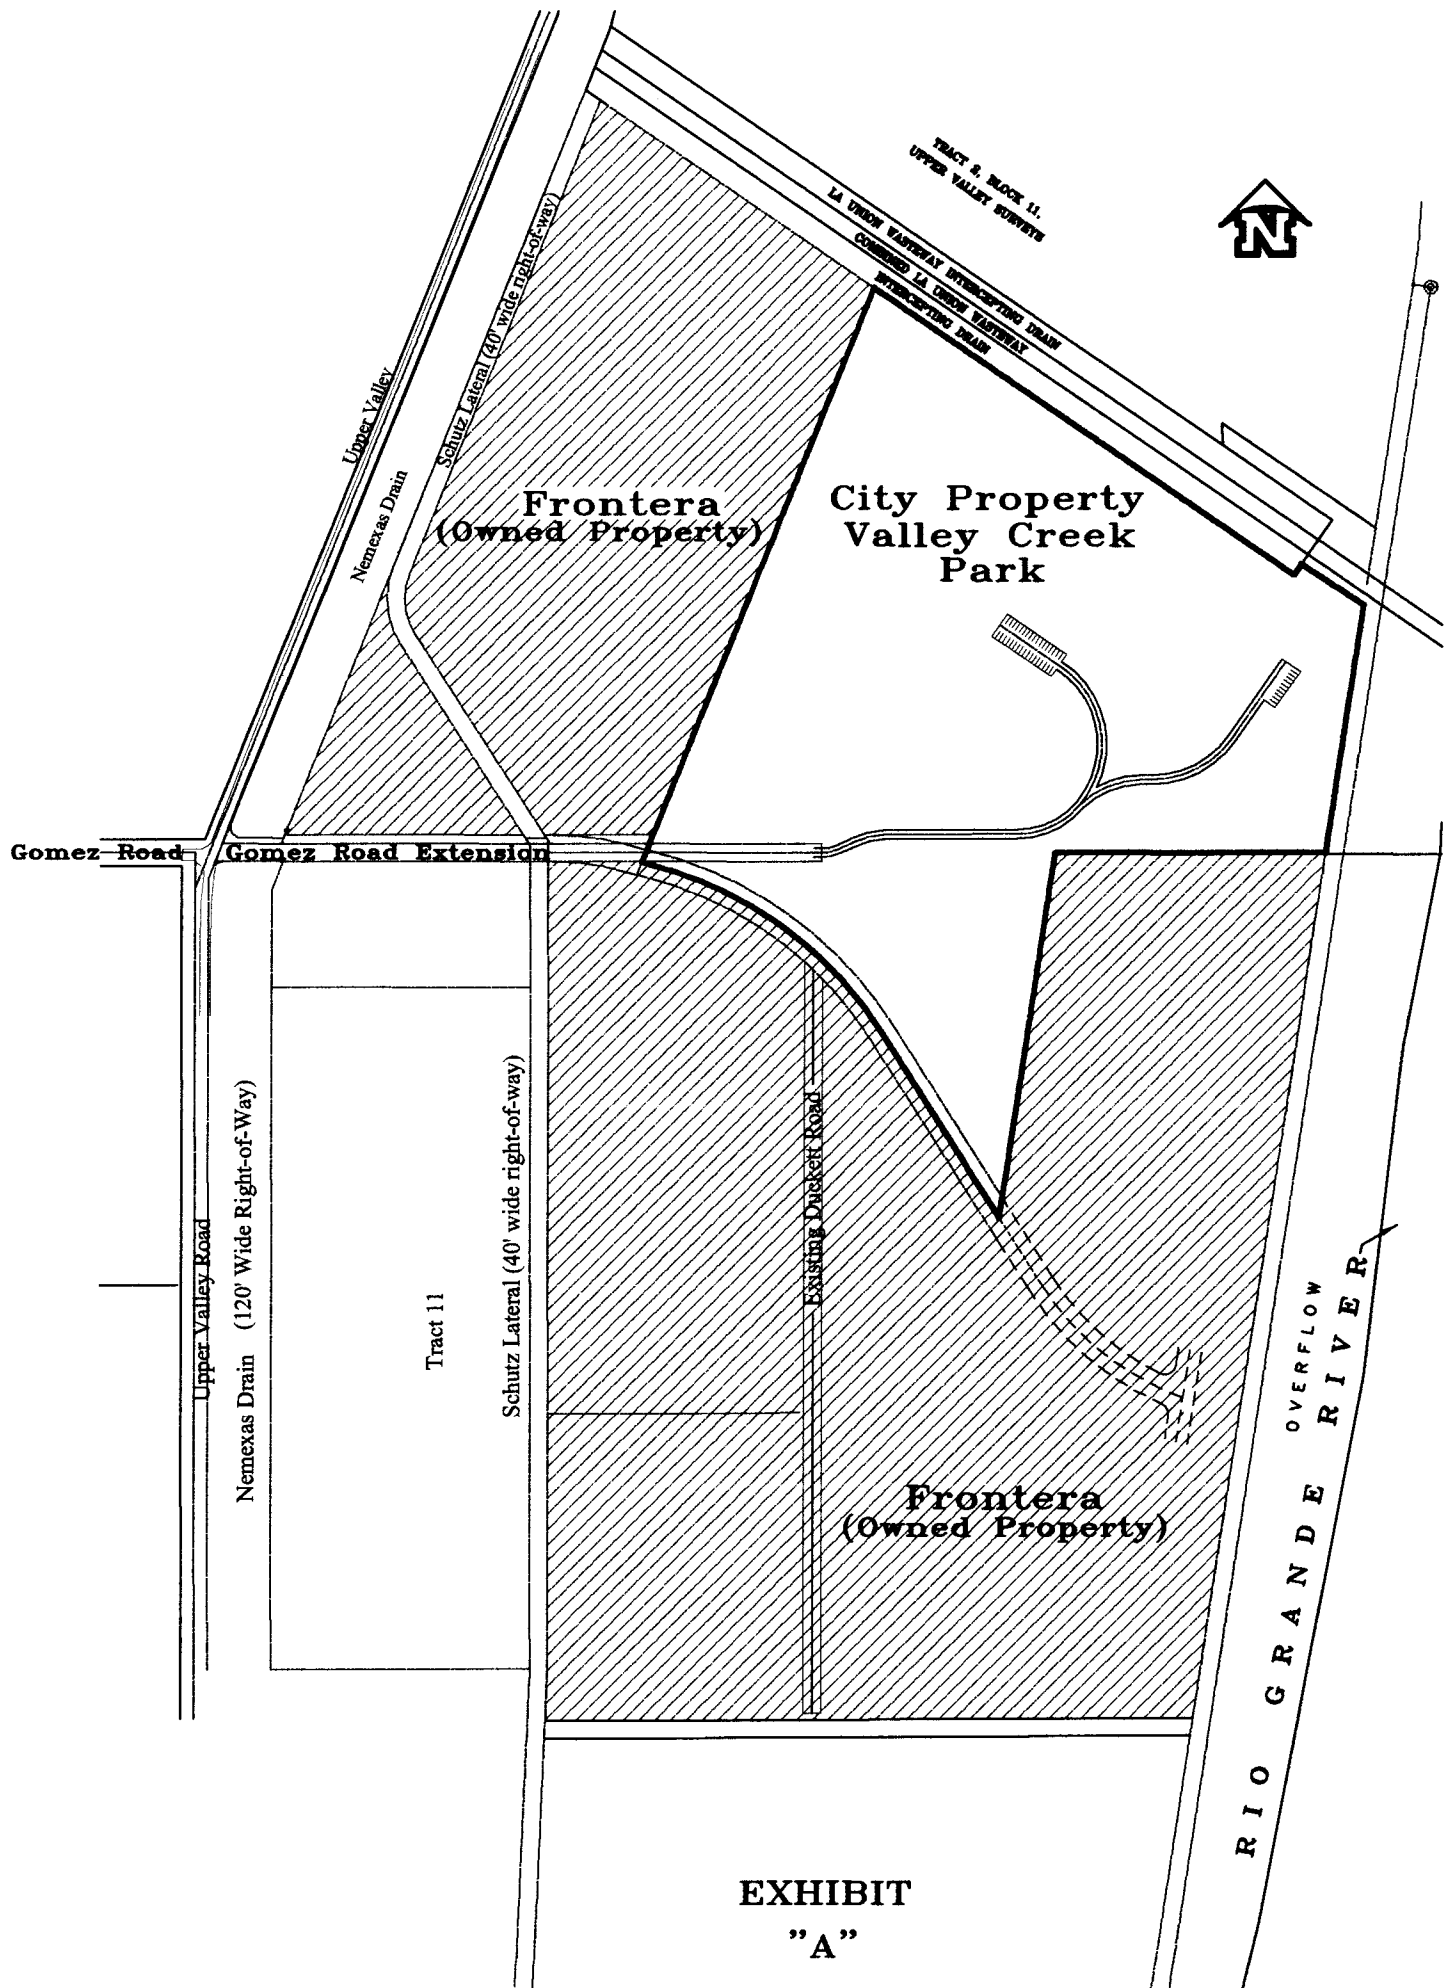 TRACT 2, BLOCK 11,
UPPER VALLEY SURVEYS
N
LA UNION WASTEWAY INTERCEPTING DRAIN
COMBINED LA UNION WASTEWAY
INTERCEPTING DRAIN
Upper Valley
Nemexas Drain
Schutz Lateral (40' wide right-of-way)
Frontera
(Owned Property)
City Property
Valley Creek
Park
Gomez Road
Gomez Road Extension
Upper Valley Road
Nemexas Drain (120' Wide Right-of-Way)
Tract 11
Schutz Lateral (40' wide right-of-way)
Existing Duckett Road
Frontera
(Owned Property)
OVERFLOW
RIO GRANDE RIVER
EXHIBIT
"A"